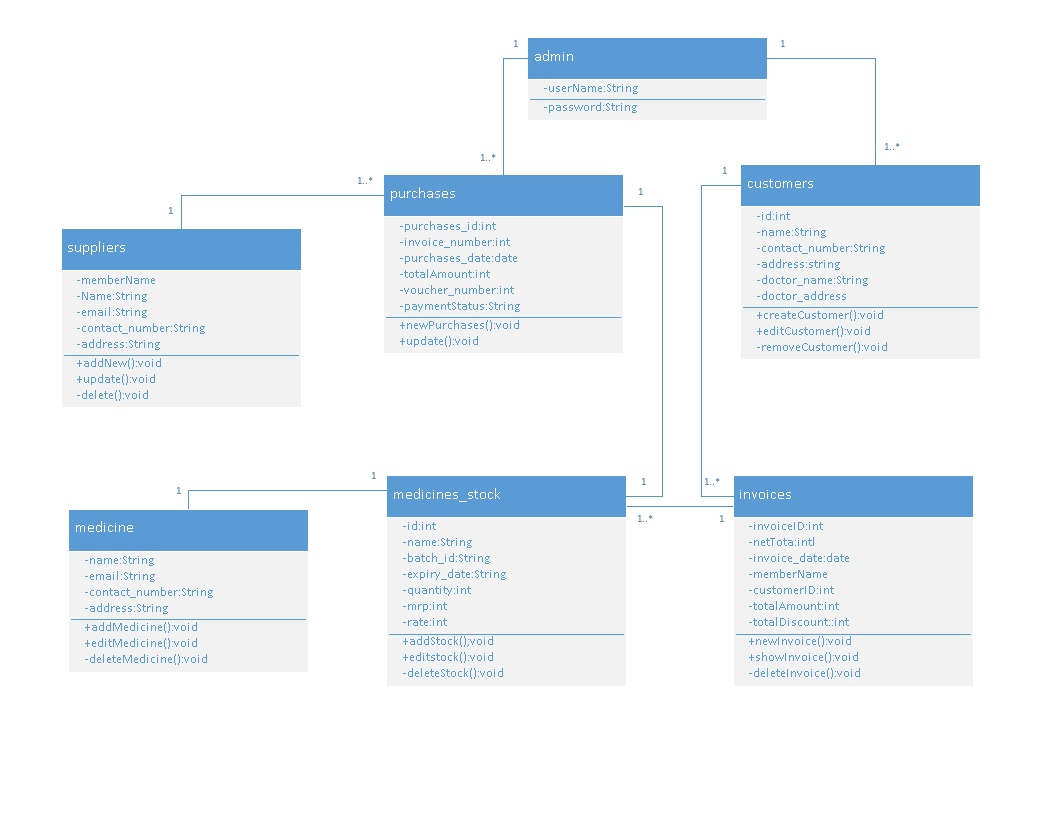 1
admin
1
-userName:String
-password:String
1..*
1..*
1..*
1
purchases
1
1
customers
-purchases_id:int
-invoice_number:int
-purchases_date:date
-totalAmount:int
-voucher_number:int
-paymentStatus:String
+newPurchases():void
+update():void
-id:int
-name:String
-contact_number:String
-address:string
-doctor_name:String
-doctor_address
+createCustomer():void
+editCustomer():void
-removeCustomer():void
1
suppliers
-memberName
-Name:String
-email:String
-contact_number:String
-address:String
+addNew():void
+update():void
-delete():void
1
1
1
1..*
medicine
-name:String
-email:String
-contact_number:String
-address:String
+addMedicine():void
+editMedicine():void
-deleteMedicine():void
medicines_stock
1..*
1
-id:int
-name:String
-batch_id:String
-expiry_date:String
-quantity:int
-mrp:int
-rate:int
+addStock();void
+editstock():void
-deleteStock():void
invoices
-invoiceID:int
-netTota:intl
-invoice_date:date
-memberName
-customerID:int
-totalAmount:int
-totalDiscount::int
+newInvoice():void
+showInvoice():void
-deleteInvoice():void